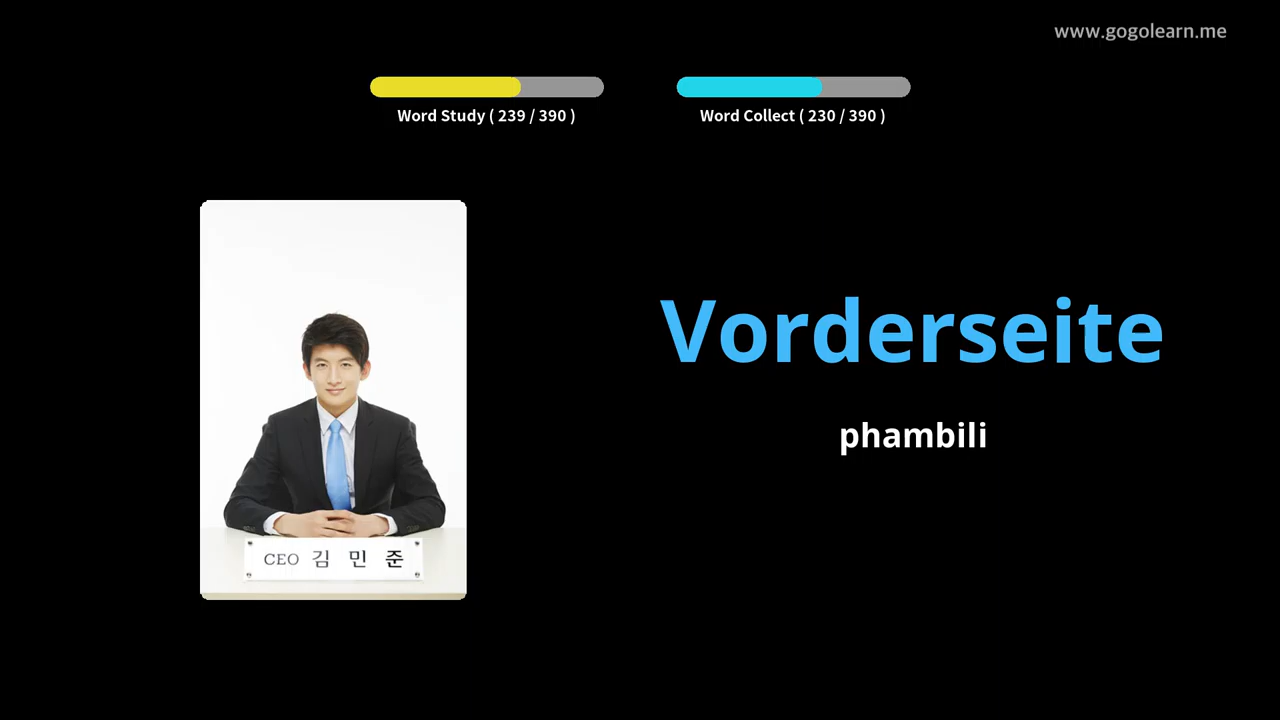 www.gogolearn.me
Word Study ( 239 / 390 )
Word Collect ( 230 / 390 )
Vorderseite
phambili
CEO 김 민 준